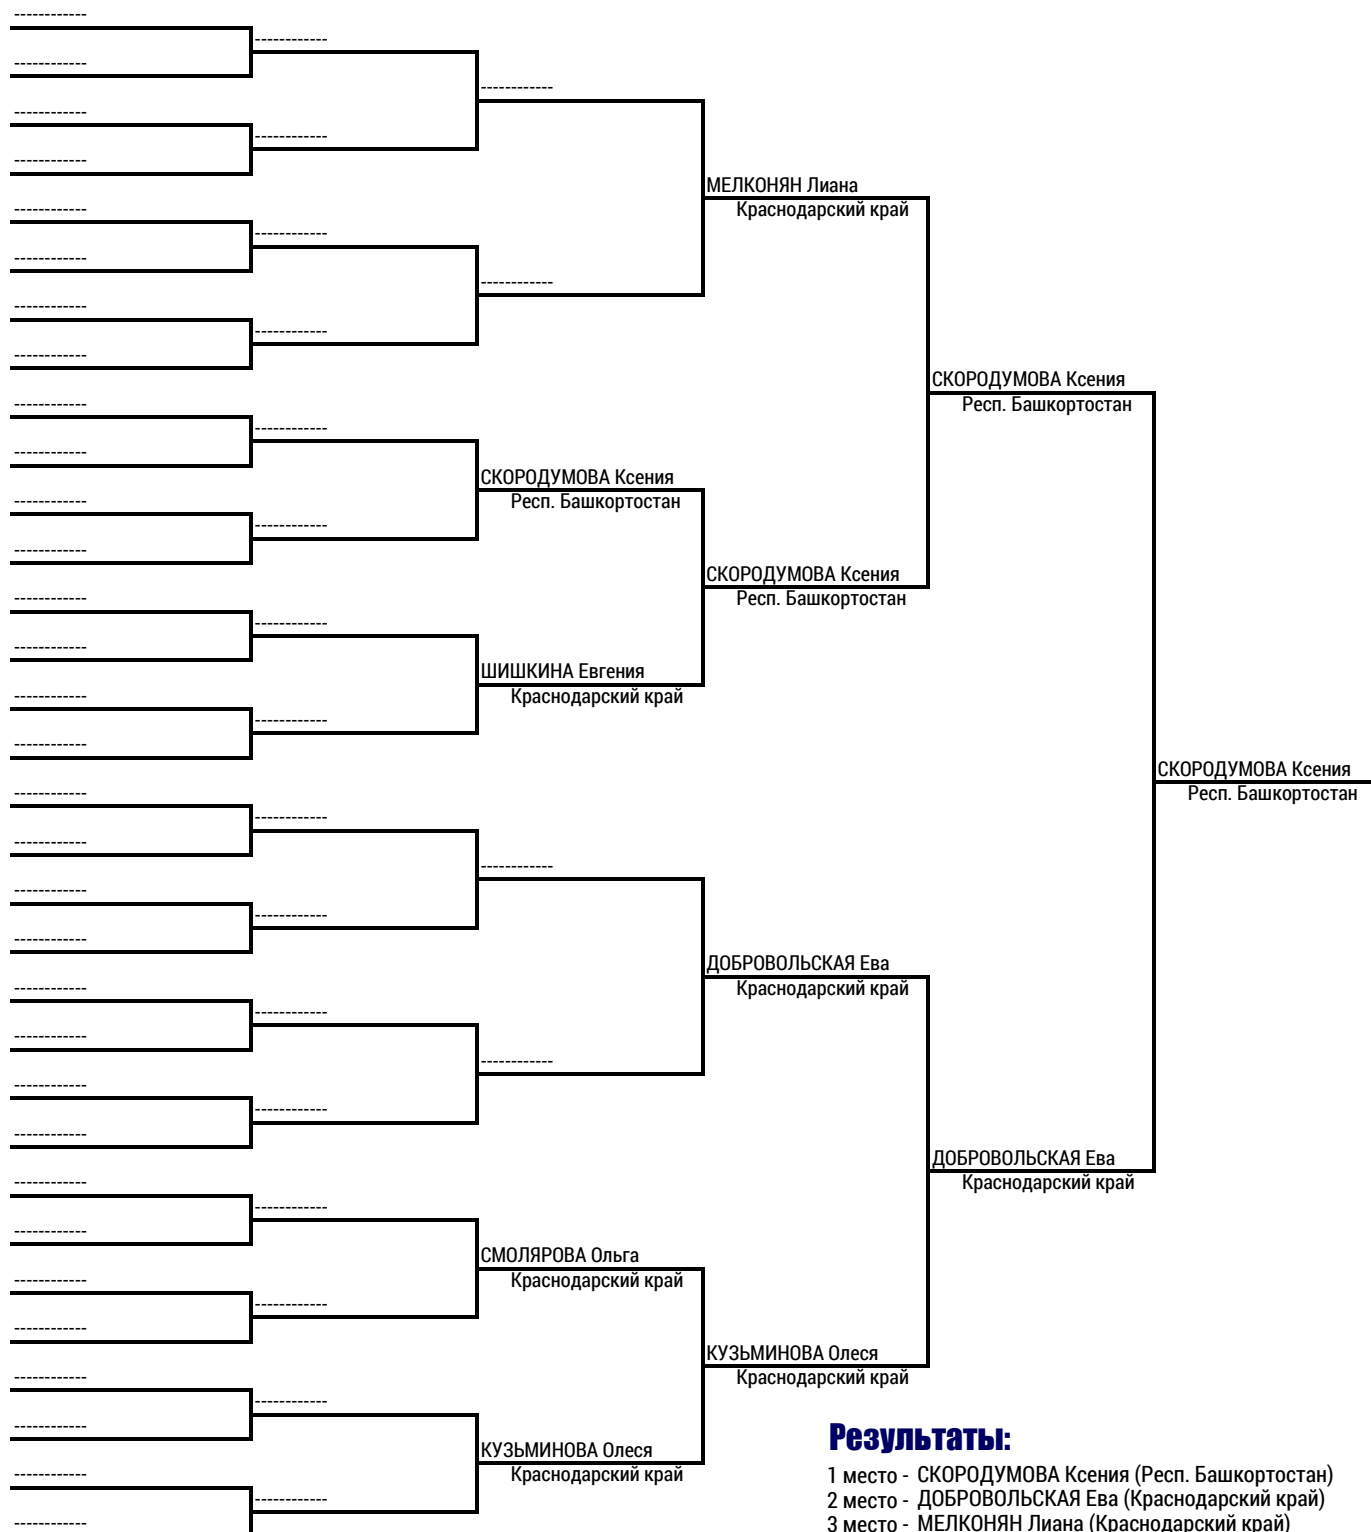 ------------
------------
------------
------------
------------
------------
------------
------------
------------
------------
------------
------------
------------
------------
МЕЛКОНЯН Лиана
Краснодарский край
------------
------------
------------
------------
------------
------------
СКОРОДУМОВА Ксения
Респ. Башкортостан
------------
------------
------------
------------
------------
------------
ШИШКИНА Евгения
Краснодарский край
СКОРОДУМОВА Ксения
Респ. Башкортостан
СКОРОДУМОВА Ксения
Респ. Башкортостан
СКОРОДУМОВА Ксения
Респ. Башкортостан
------------
------------
------------
------------
------------
------------
------------
------------
------------
------------
------------
------------
------------
------------
ДОБРОВОЛЬСКАЯ Ева
Краснодарский край
------------
------------
------------
------------
------------
------------
СМОЛЯРОВА Ольга
Краснодарский край
------------
------------
------------
------------
------------
------------
КУЗЬМИНОВА Олеся
Краснодарский край
КУЗЬМИНОВА Олеся
Краснодарский край
ДОБРОВОЛЬСКАЯ Ева
Краснодарский край
Результаты:
1 место - СКОРОДУМОВА Ксения (Респ. Башкортостан)
2 место - ДОБРОВОЛЬСКАЯ Ева (Краснодарский край)
3 место - МЕЛКОНЯН Лиана (Краснодарский край)